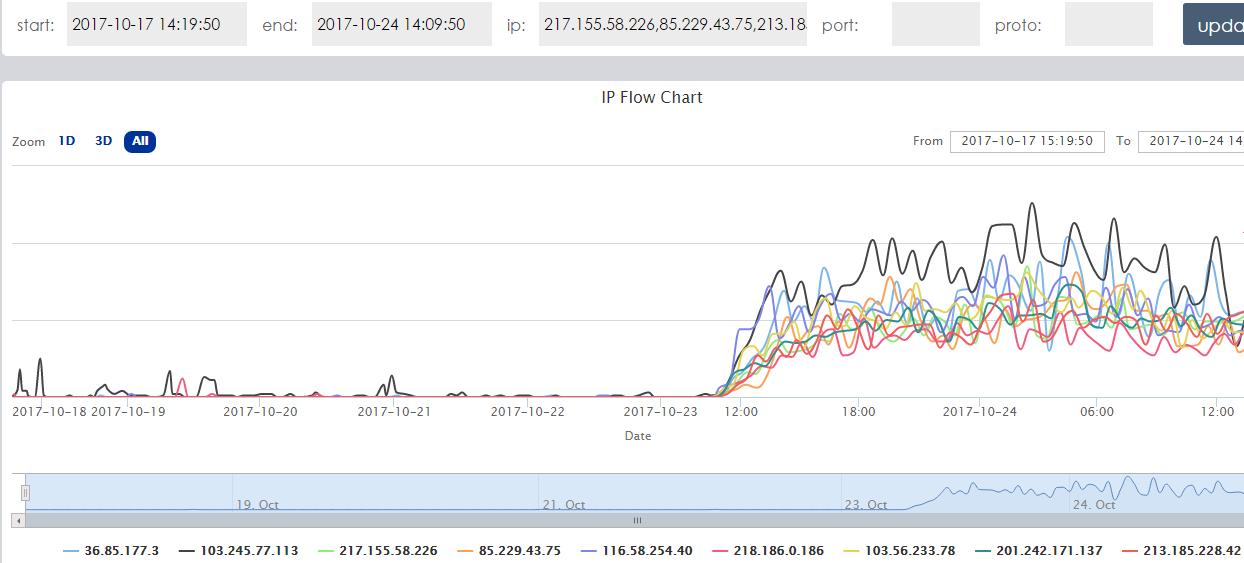 start: 2017-10-17 14:19:50 end: 2017-10-24 14:09:50 ip: 217.155.58.226,85.229.43.75,213.18 port: proto: upda
IP Flow Chart
Zoom 1D 3D All From 2017-10-17 15:19:50 To 2017-10-24 14
2017-10-18 2017-10-19 2017-10-20 2017-10-21 2017-10-22 2017-10-23 12:00 18:00 2017-10-24 06:00 12:00
Date
19. Oct 21. Oct 23. Oct 24. Oct
36.85.177.3 103.245.77.113 217.155.58.226 85.229.43.75 116.58.254.40 218.186.0.186 103.56.233.78 201.242.171.137 213.185.228.42